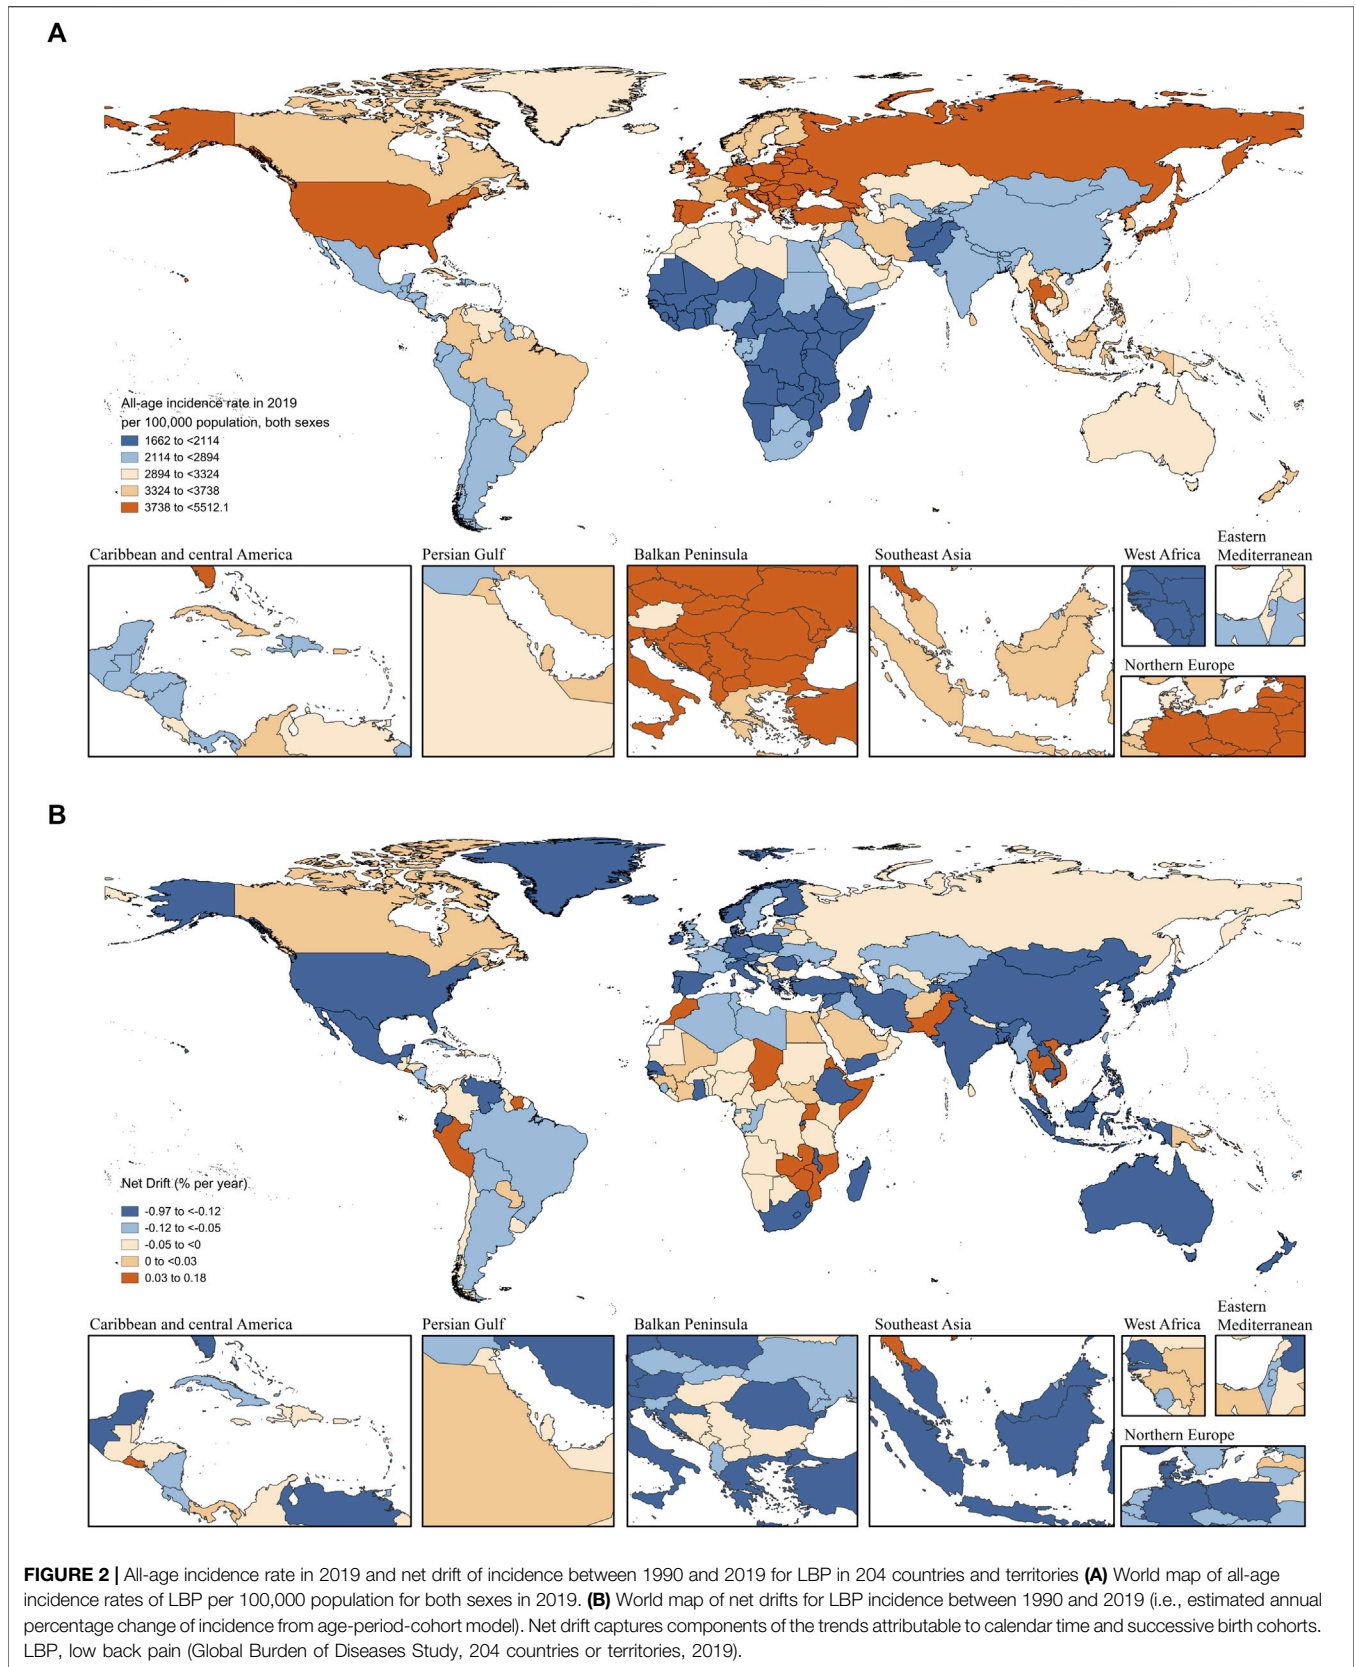 A
All-age incidence rate in 2019
per 100,000 population, both sexes
1662 to <2114
2114 to <2894
2894 to <3324
3324 to <3738
3738 to <5512.1
Caribbean and central America
Persian Gulf
Balkan Peninsula
Southeast Asia
West Africa
Eastern
Mediterranean
Northern Europe
B
Net Drift (% per year)
-0.97 to <-0.12
-0.12 to <-0.05
-0.05 to <0
0 to <0.03
0.03 to 0.18
Caribbean and central America
Persian Gulf
Balkan Peninsula
Southeast Asia
West Africa
Eastern
Mediterranean
Northern Europe
FIGURE 2 | All-age incidence rate in 2019 and net drift of incidence between 1990 and 2019 for LBP in 204 countries and territories (A) World map of all-age
incidence rates of LBP per 100,000 population for both sexes in 2019. (B) World map of net drifts for LBP incidence between 1990 and 2019 (i.e., estimated annual
percentage change of incidence from age-period-cohort model). Net drift captures components of the trends attributable to calendar time and successive birth cohorts.
LBP, low back pain (Global Burden of Diseases Study, 204 countries or territories, 2019).